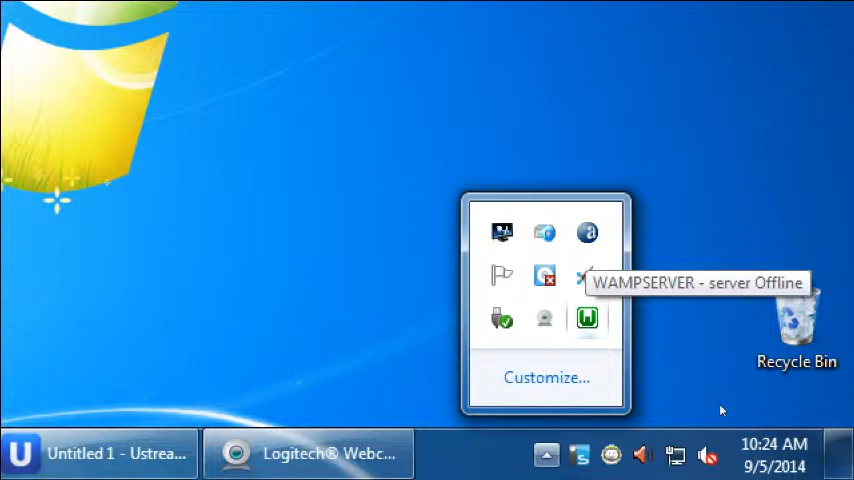 WAMPSERVER - server Offline
Recycle Bin
Customize...
Untitled 1 - Ustrea...
Logitech® Webc...
10:24 AM
9/5/2014